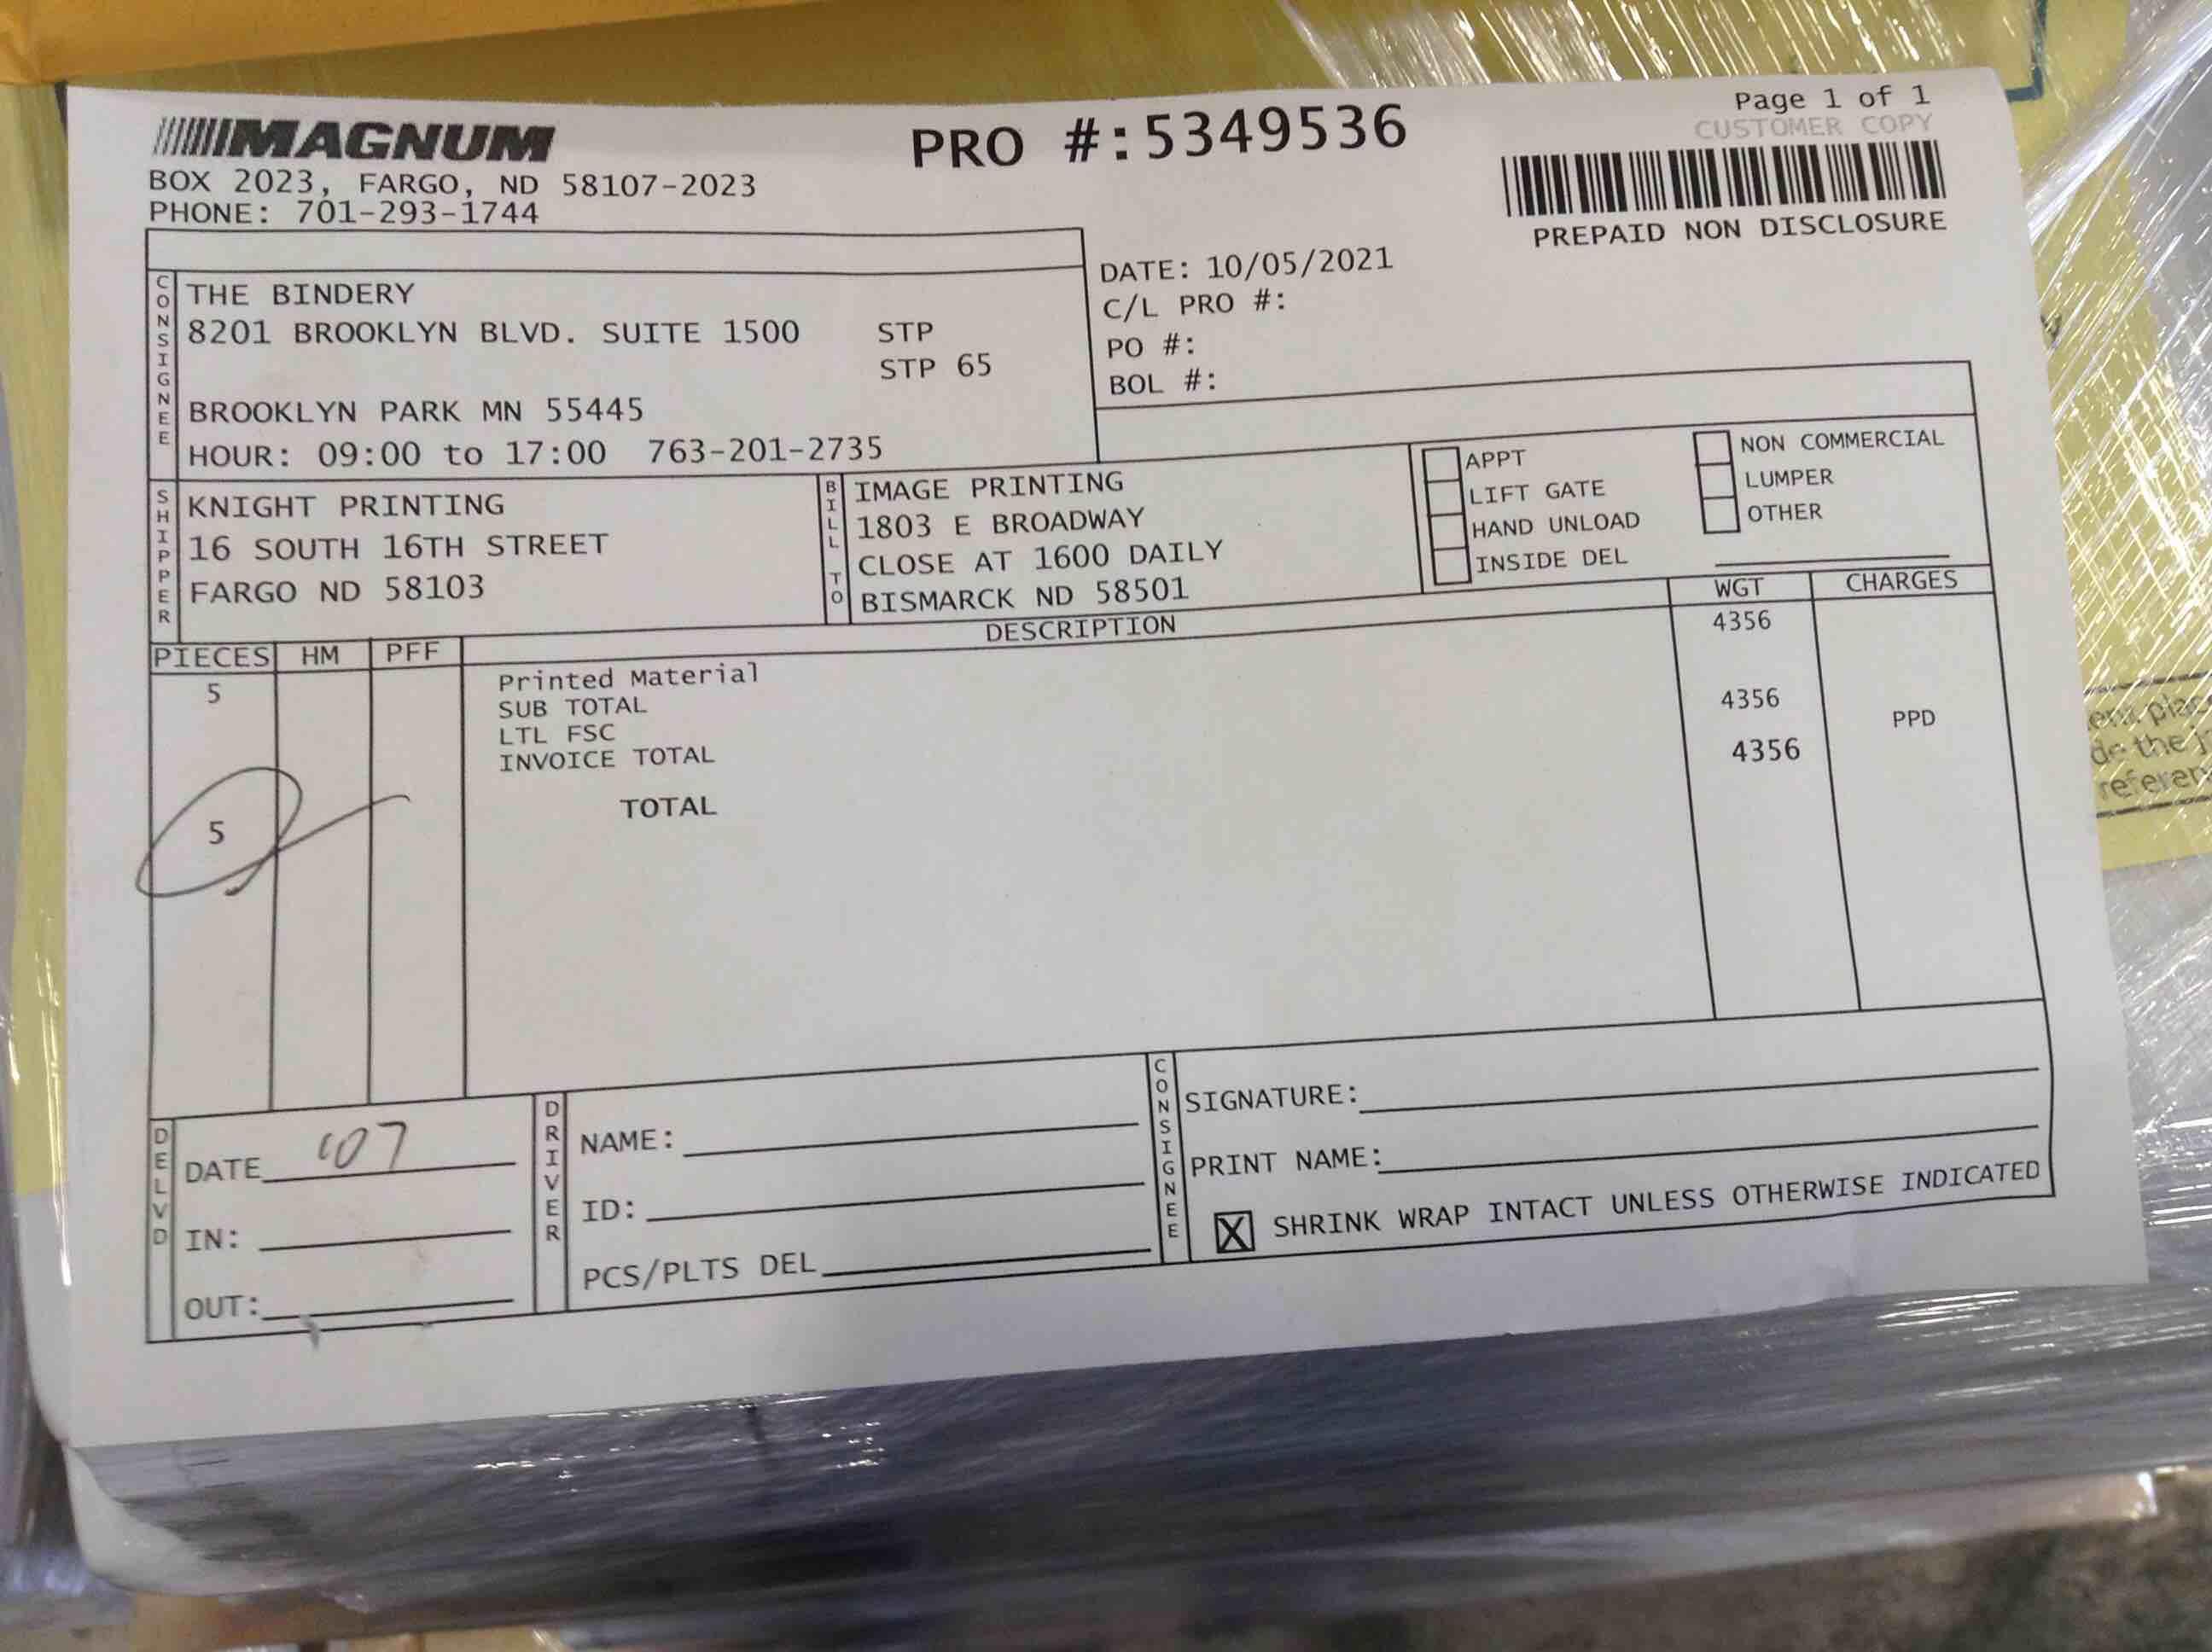 MAGNUM
BOX 2023, FARGO, ND 58107-2023
PHONE: 701-293-1744
PRO #:5349536
Page 1 of 1
CUSTOMER COPY
PREPAID NON DISCLOSURE
CONSIGNEE
THE BINDERY
8201 BROOKLYN BLVD. SUITE 1500 STP
STP 65
BROOKLYN PARK MN 55445
HOUR: 09:00 to 17:00 763-201-2735
DATE: 10/05/2021
C/L PRO #:
PO #:
BOL #:
SHIPPER
KNIGHT PRINTING
16 SOUTH 16TH STREET
FARGO ND 58103
BILL TO
IMAGE PRINTING
1803 E BROADWAY
CLOSE AT 1600 DAILY
BISMARCK ND 58501
APPT
LIFT GATE
HAND UNLOAD
INSIDE DEL
NON COMMERCIAL
LUMPER
OTHER
PIECES HM PFF DESCRIPTION WGT CHARGES
5 Printed Material 4356
SUB TOTAL 4356
LTL FSC PPD
INVOICE TOTAL 4356
5 TOTAL
DELVD
DATE 107
IN:
OUT:
DRIVER
NAME:
ID:
PCS/PLTS DEL
CONSIGNEE
SIGNATURE:
PRINT NAME:
X SHRINK WRAP INTACT UNLESS OTHERWISE INDICATED
de the